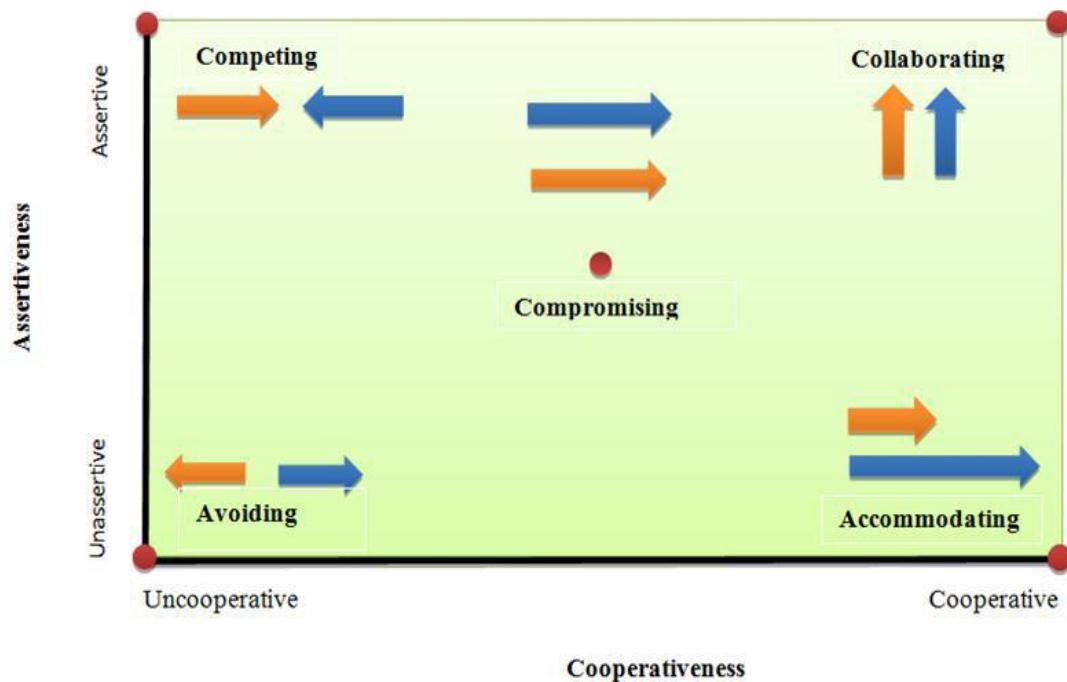 Competing
Collaborating
Assertive
Assertiveness
Compromising
Unassertive
Avoiding
Accommodating
Uncooperative
Cooperative
Cooperativeness